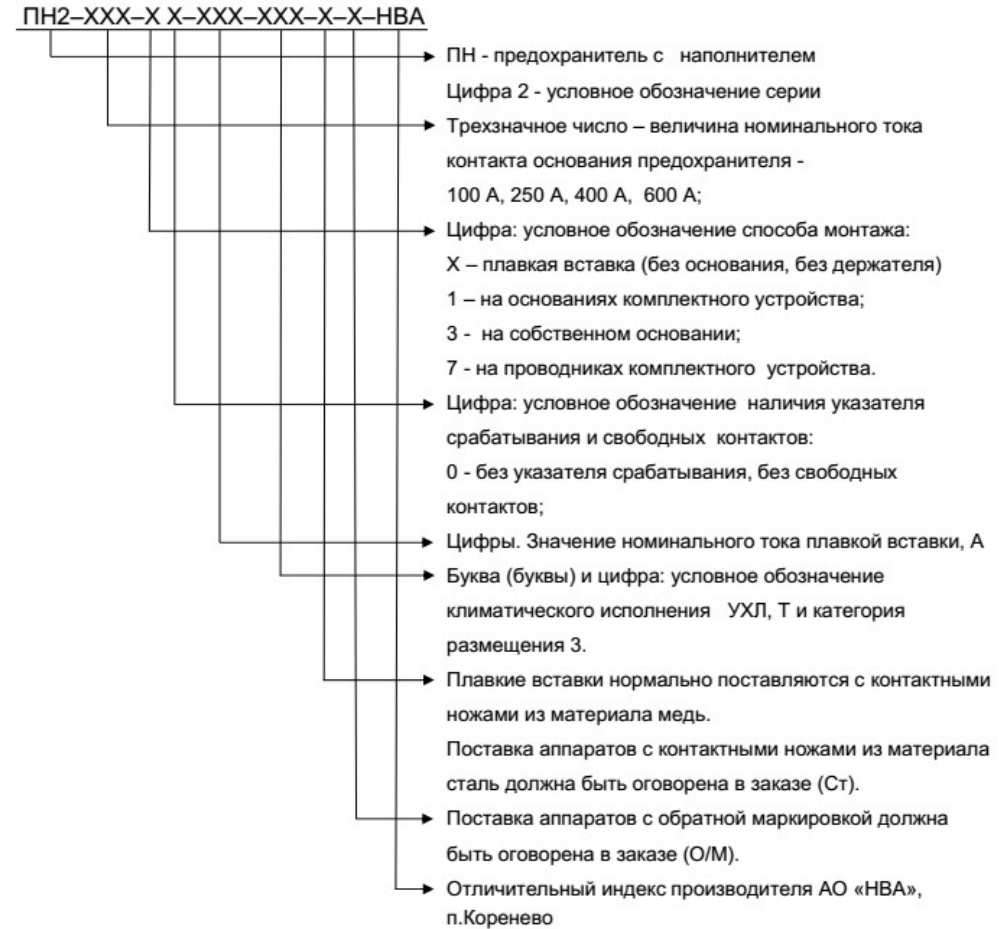 ПН2–ХХХ–Х Х–ХХХ–ХХХ–Х–Х–НВА
ПН - предохранитель с наполнителем
Цифра 2 - условное обозначение серии
Трехзначное число – величина номинального тока
контакта основания предохранителя -
100 А, 250 А, 400 А, 600 А;
Цифра: условное обозначение способа монтажа:
Х – плавкая вставка (без основания, без держателя)
1 – на основаниях комплектного устройства;
3 - на собственном основании;
7 - на проводниках комплектного устройства.
Цифра: условное обозначение наличия указателя
срабатывания и свободных контактов:
0 - без указателя срабатывания, без свободных
контактов;
Цифры. Значение номинального тока плавкой вставки, А
Буква (буквы) и цифра: условное обозначение
климатического исполнения УХЛ, Т и категория
размещения 3.
Плавкие вставки нормально поставляются с контактными
ножами из материала медь.
Поставка аппаратов с контактными ножами из материала
сталь должна быть оговорена в заказе (Ст).
Поставка аппаратов с обратной маркировкой должна
быть оговорена в заказе (О/М).
Отличительный индекс производителя АО «НВА»,
п.Коренево